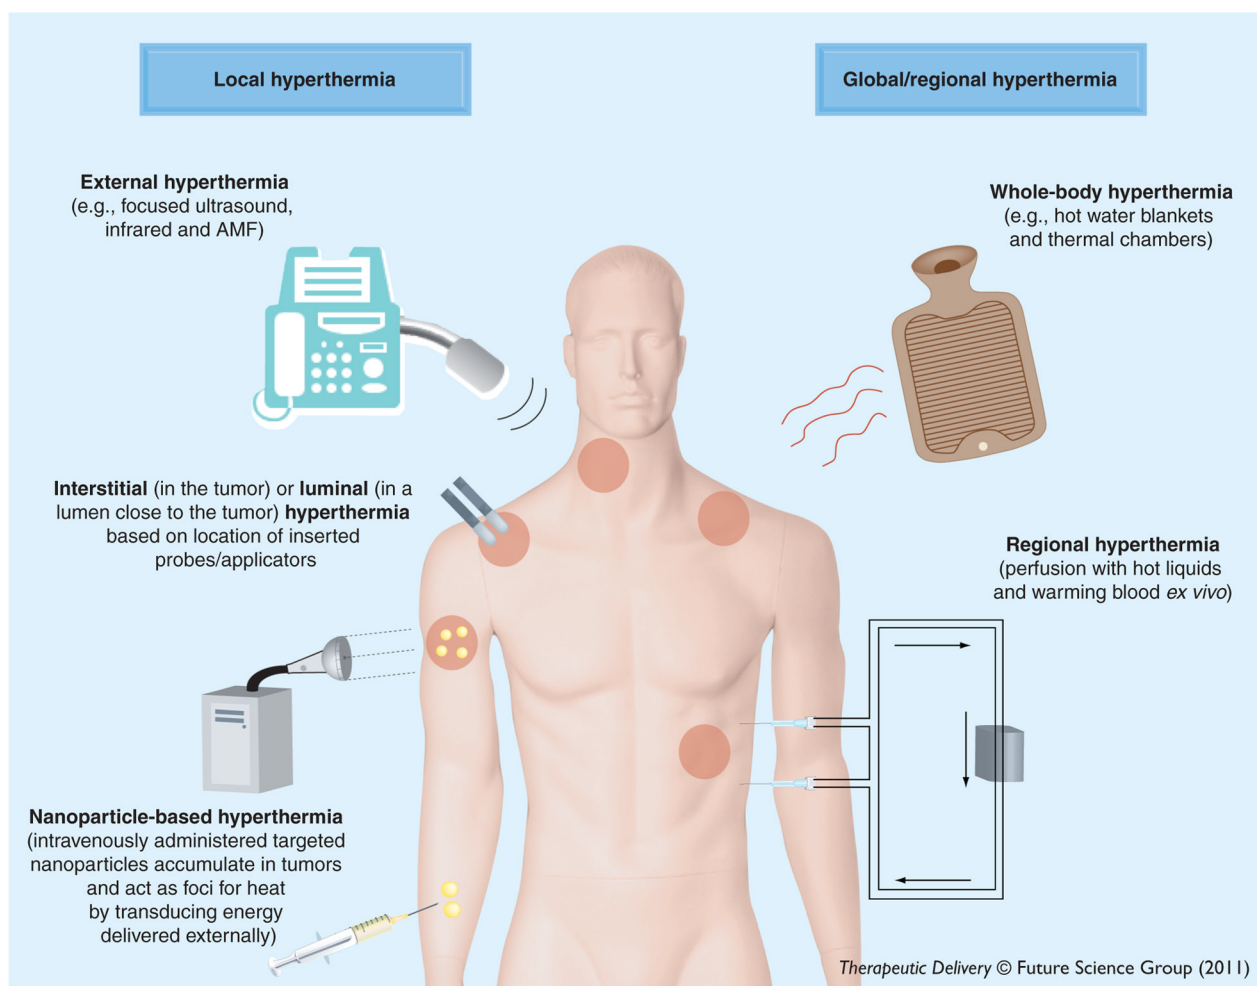 Local hyperthermia
Global/regional hyperthermia
External hyperthermia
(e.g., focused ultrasound,
infrared and AMF)
Whole-body hyperthermia
(e.g., hot water blankets
and thermal chambers)
Interstitial (in the tumor) or luminal (in a
lumen close to the tumor) hyperthermia
based on location of inserted
probes/applicators
Regional hyperthermia
(perfusion with hot liquids
and warming blood ex vivo)
Nanoparticle-based hyperthermia
(intravenously administered targeted
nanoparticles accumulate in tumors
and act as foci for heat
by transducing energy
delivered externally)
Therapeutic Delivery © Future Science Group (2011)